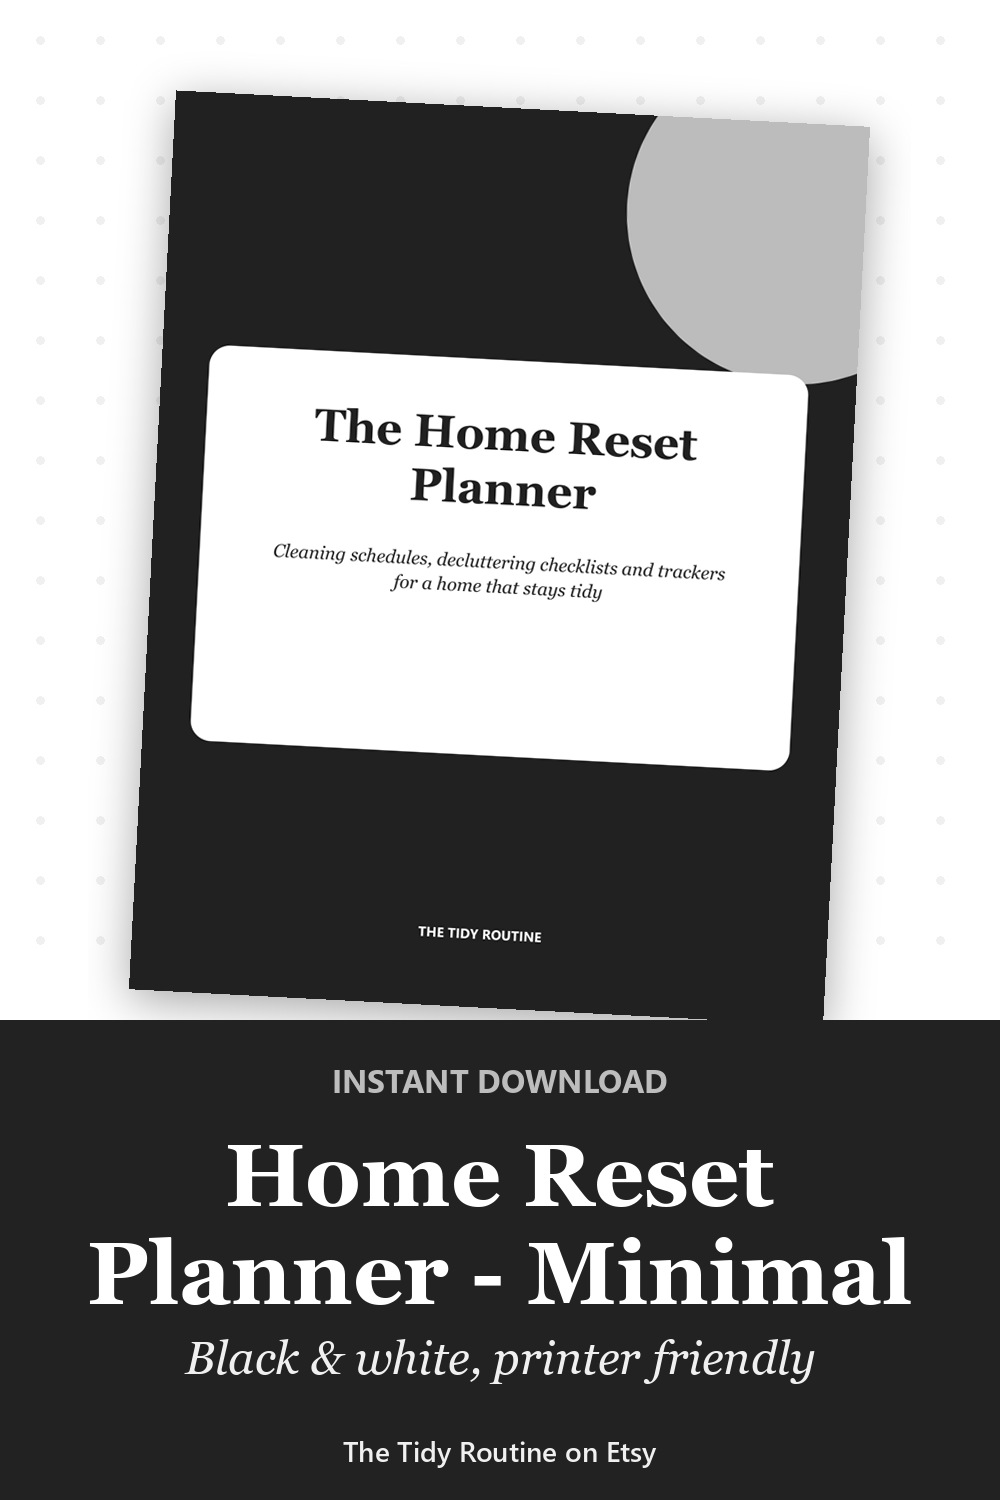 The Home Reset
Planner
Cleaning schedules, decluttering checklists and trackers
for a home that stays tidy
THE TIDY ROUTINE
INSTANT DOWNLOAD
Home Reset
Planner - Minimal
Black & white, printer friendly
The Tidy Routine on Etsy